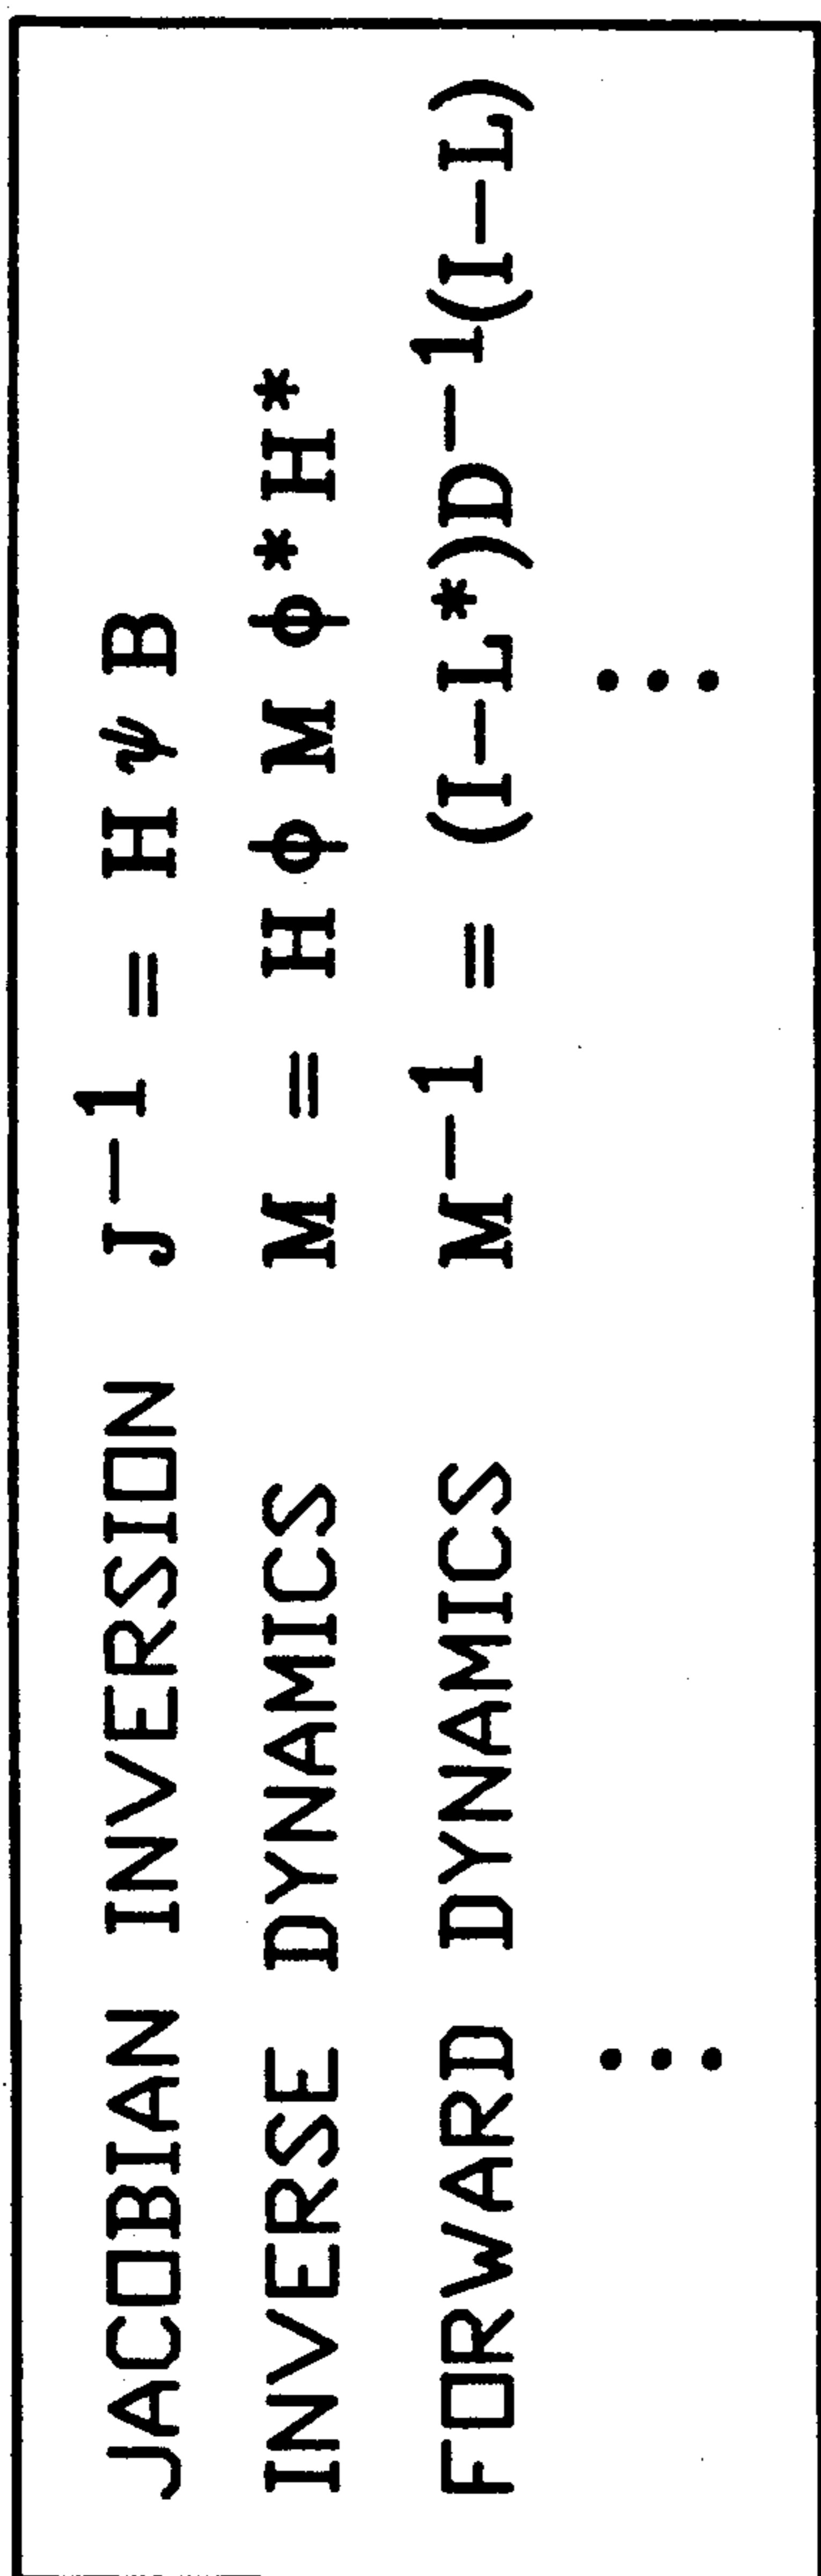 JACOBIAN INVERSION J⁻¹ = H ψ B
INVERSE DYNAMICS M = H ϕ M ϕ* H*
FORWARD DYNAMICS M⁻¹ = (I−L*)D⁻¹(I−L)